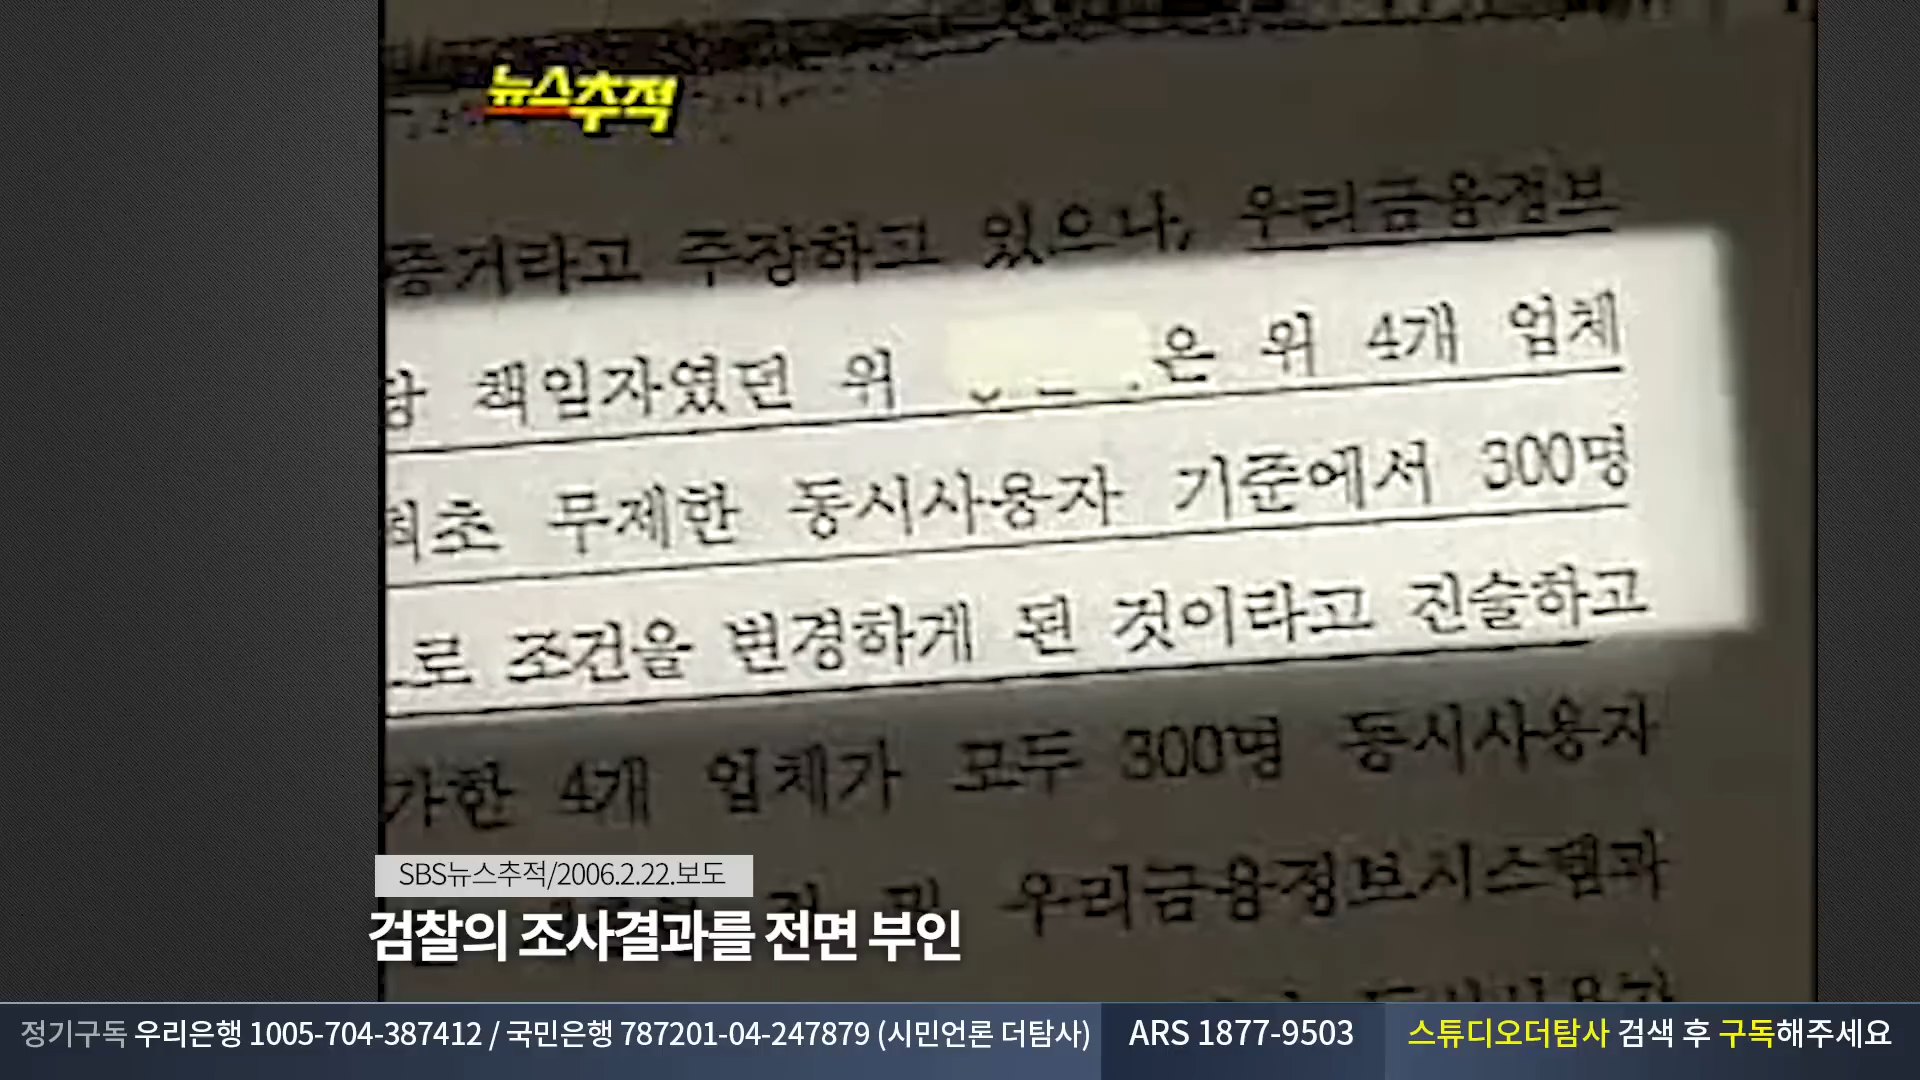 뉴스추적
증거라고 주장하고 있으나, 우리금융정보
당 책임자였던 위 은 위 4개 업체
최초 무제한 동시사용자 기준에서 300명
로 조건을 변경하게 된 것이라고 진술하고
가한 4개 업체가 모두 300명 동시사용자
우리금융정보시스템과
SBS뉴스추적/2006.2.22.보도
검찰의 조사결과를 전면 부인
정기구독 우리은행 1005-704-387412 / 국민은행 787201-04-247879 (시민언론 더탐사) ARS 1877-9503 스튜디오더탐사 검색 후 구독해주세요